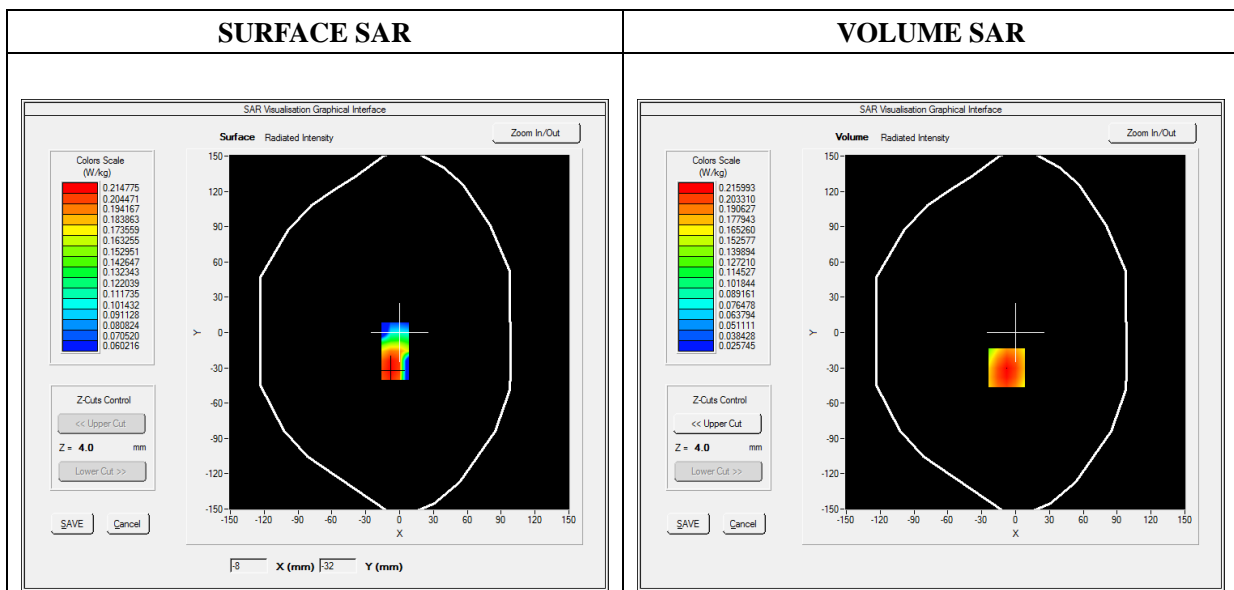 SURFACE SAR
VOLUME SAR
SAR Visualisation Graphical Interface
Surface Radiated Intensity
Zoom In/Out
Colors Scale
(W/kg)
0.214775
0.204471
0.194167
0.183863
0.173559
0.163255
0.152951
0.142647
0.132343
0.122039
0.111735
0.101432
0.091128
0.080824
0.070520
0.060216
Z-Cuts Control
<< Upper Cut
Z = 4.0 mm
Lower Cut >>
SAVE Cancel
150
120
90
60
30
Y 0
-30
-60
-90
-120
-150
-150 -120 -90 -60 -30 0 30 60 90 120 150
X
-8 X (mm) -32 Y (mm)
SAR Visualisation Graphical Interface
Volume Radiated Intensity
Zoom In/Out
Colors Scale
(W/kg)
0.215993
0.203310
0.190627
0.177943
0.165260
0.152577
0.139894
0.127210
0.114527
0.101844
0.089161
0.076478
0.063794
0.051111
0.038428
0.025745
Z-Cuts Control
<< Upper Cut
Z = 4.0 mm
Lower Cut >>
SAVE Cancel
150
120
90
60
30
Y 0
-30
-60
-90
-120
-150
-150 -120 -90 -60 -30 0 30 60 90 120 150
X